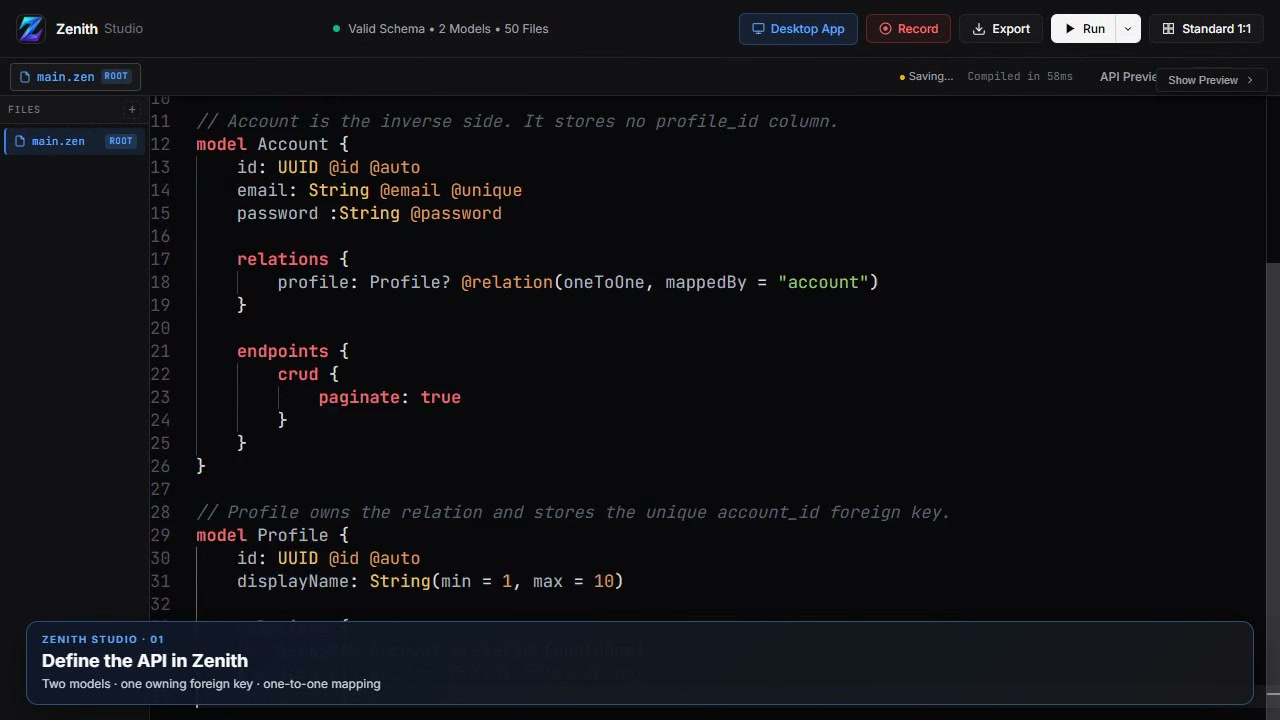 Zenith Studio
Valid Schema • 2 Models • 50 Files
Desktop App
Record
Export
Run
Standard 1:1
main.zen ROOT
Saving...
Compiled in 58ms
API Previe
Show Preview
FILES
+
main.zen ROOT
10
11 // Account is the inverse side. It stores no profile_id column.
12 model Account {
13 id: UUID @id @auto
14 email: String @email @unique
15 password :String @password
16
17 relations {
18 profile: Profile? @relation(oneToOne, mappedBy = "account")
19 }
20
21 endpoints {
22 crud {
23 paginate: true
24 }
25 }
26 }
27
28 // Profile owns the relation and stores the unique account_id foreign key.
29 model Profile {
30 id: UUID @id @auto
31 displayName: String(min = 1, max = 10)
32
ZENITH STUDIO · 01
Define the API in Zenith
Two models · one owning foreign key · one-to-one mapping